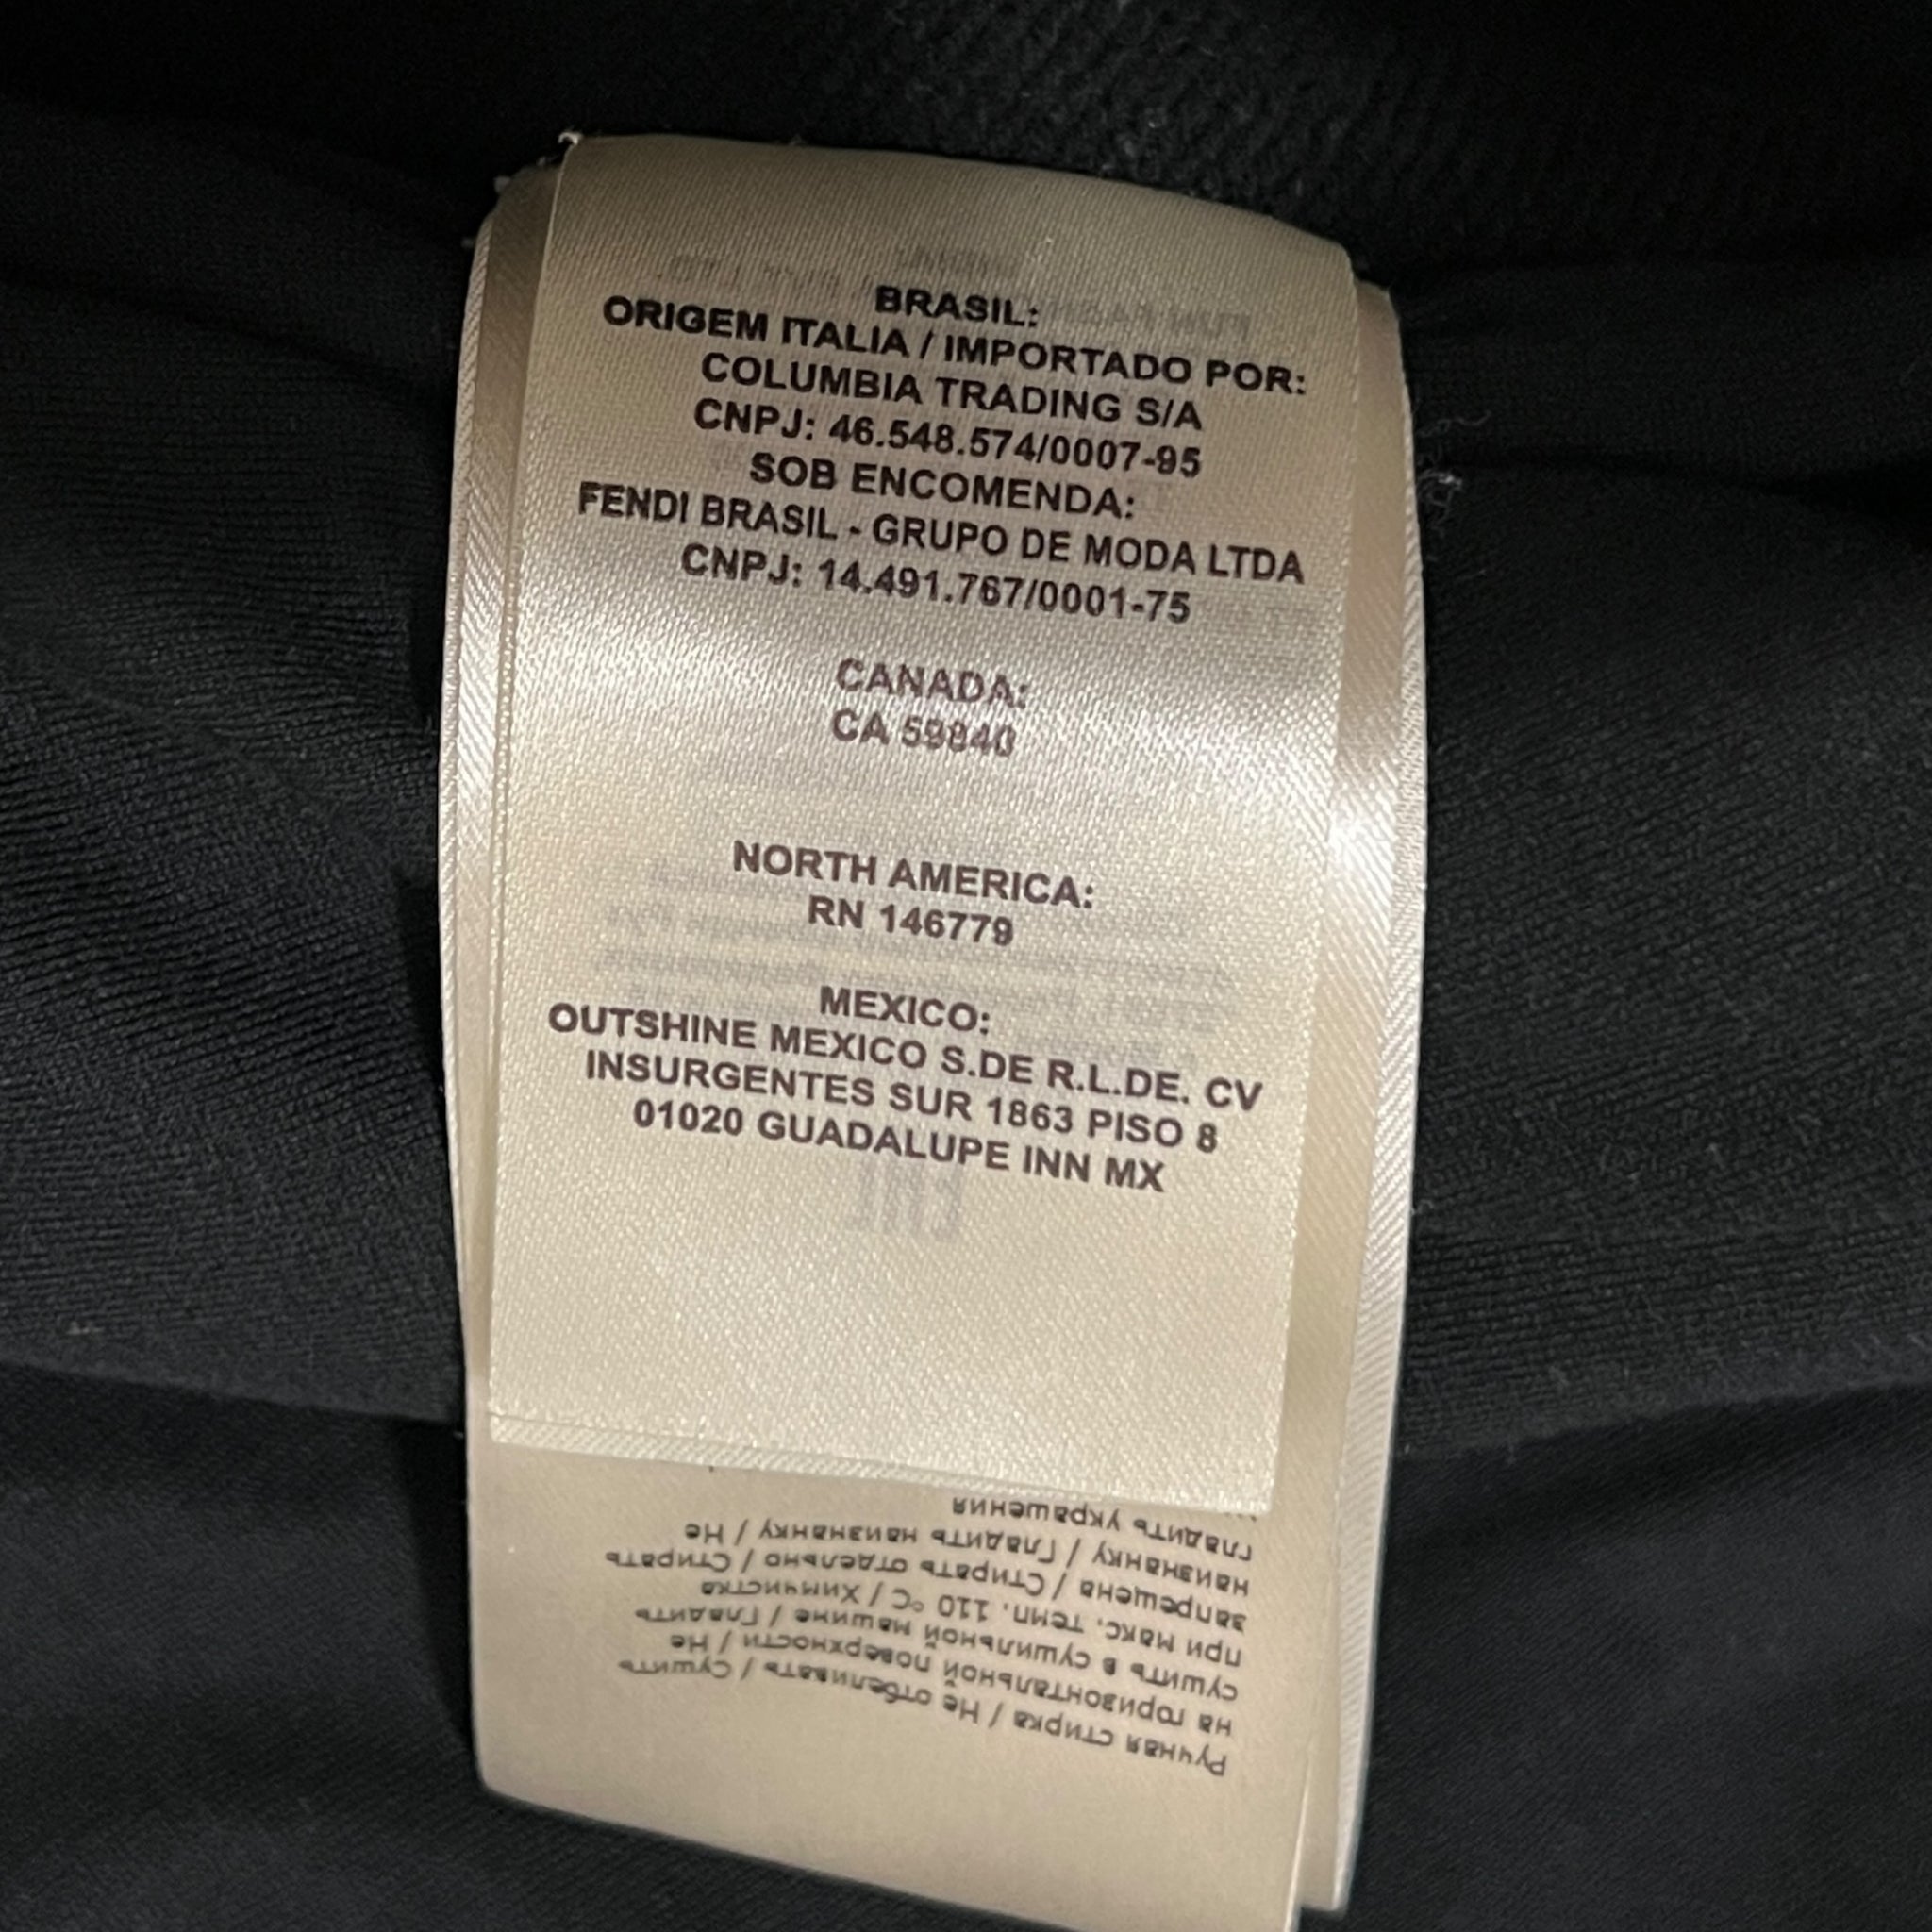 BRASIL:
ORIGEM ITALIA / IMPORTADO POR:
COLUMBIA TRADING S/A
CNPJ: 46.548.574/0007-95
SOB ENCOMENDA:
FENDI BRASIL - GRUPO DE MODA LTDA
CNPJ: 14.491.767/0001-75
CANADA:
CA 59840
NORTH AMERICA:
RN 146779
MEXICO:
OUTSHINE MEXICO S.DE R.L.DE. CV
INSURGENTES SUR 1863 PISO 8
01020 GUADALUPE INN MX
Ручная стирка / Не отбеливать / Сушить
на горизонтальной поверхности / Не
сушить в сушильной машине / Гладить
при макс. темп. 110 °C / Химчистка
запрещена / Стирать отдельно / Стирать
наизнанку / Гладить наизнанку / Не
гладить украшения